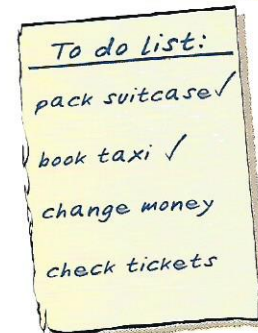 To do list:
pack suitcase ✓
book taxi ✓
change money
check tickets